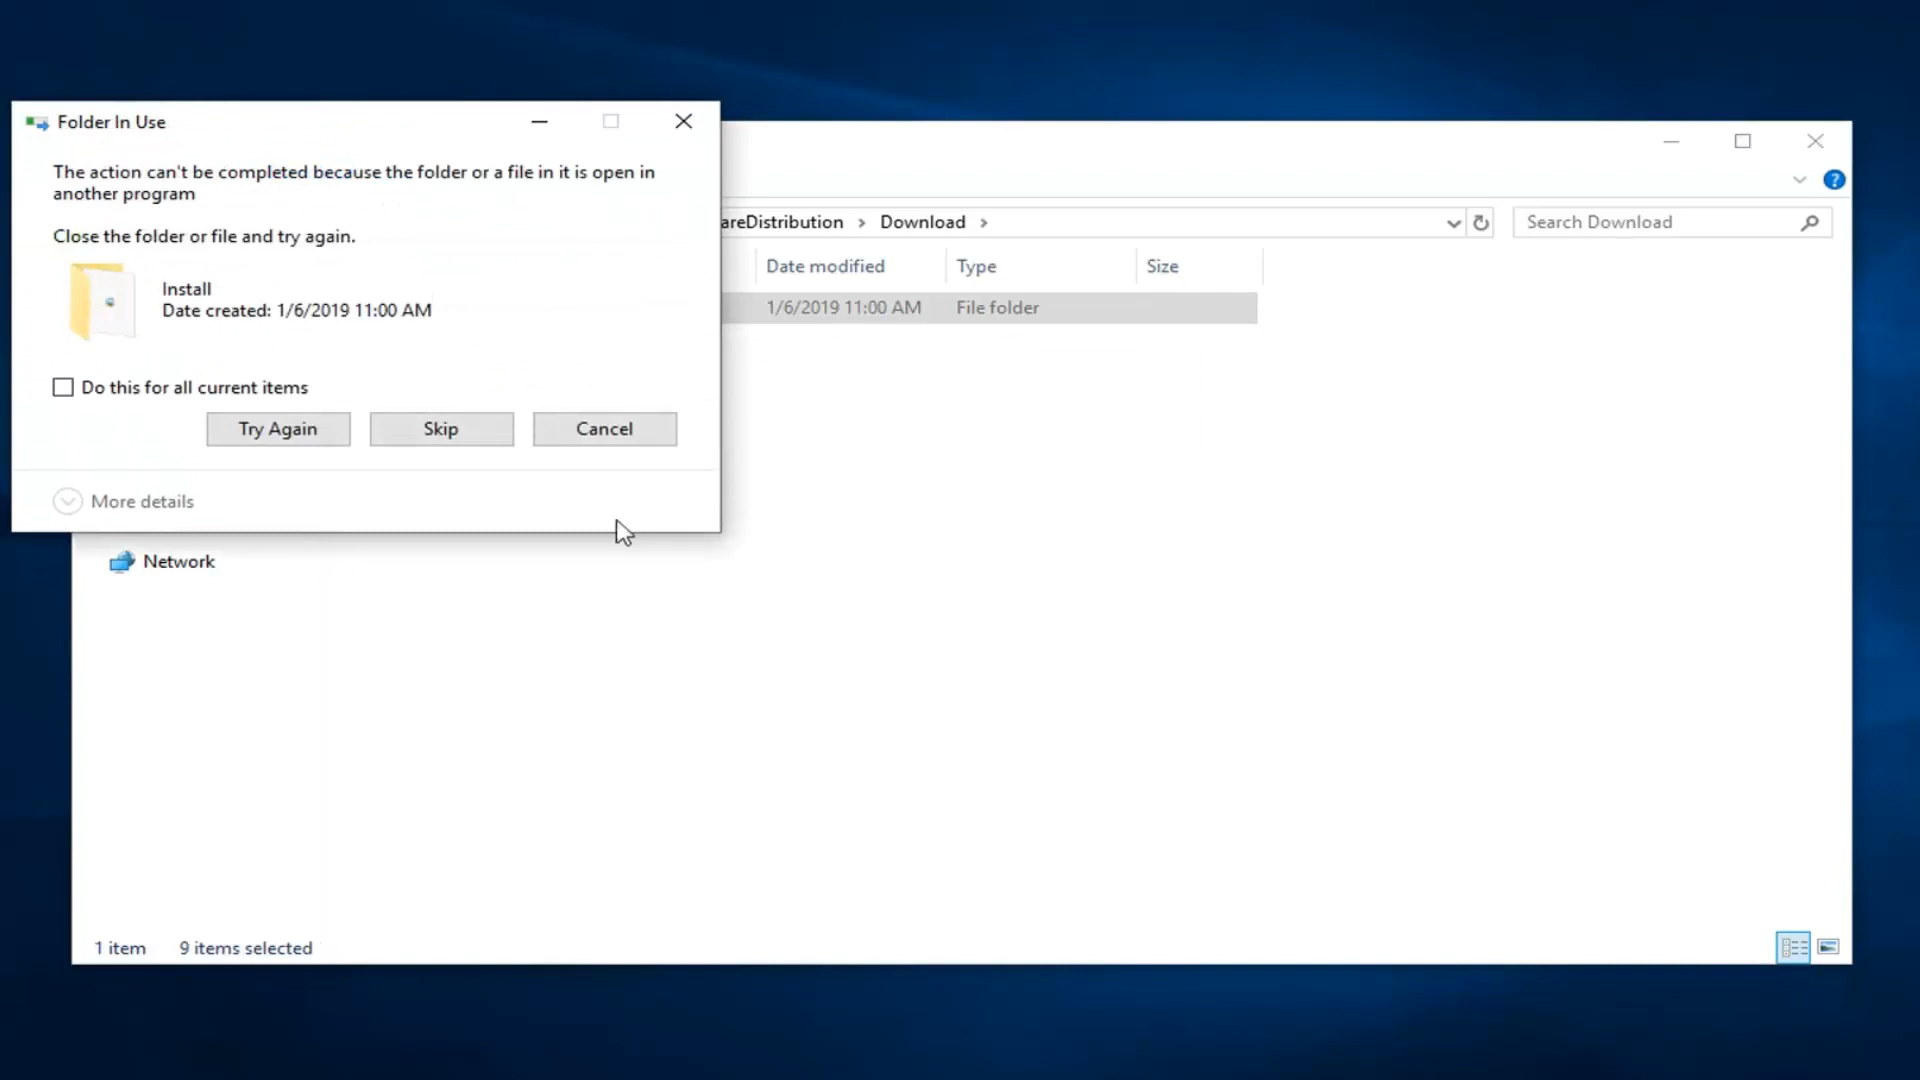 Folder In Use
The action can't be completed because the folder or a file in it is open in
another program
Close the folder or file and try again.
Install
Date created: 1/6/2019 11:00 AM
Do this for all current items
Try Again
Skip
Cancel
More details
areDistribution > Download >
Search Download
Date modified
Type
Size
1/6/2019 11:00 AM
File folder
Network
1 item
9 items selected